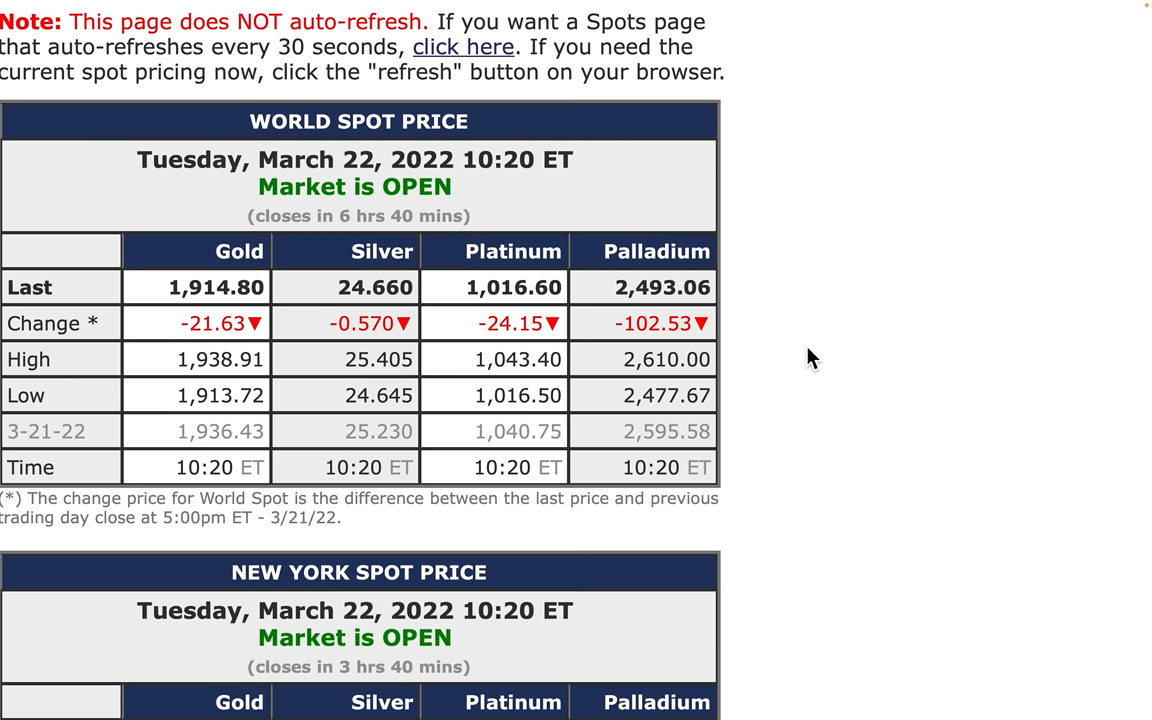 Note: This page does NOT auto-refresh. If you want a Spots page
that auto-refreshes every 30 seconds, click here. If you need the
current spot pricing now, click the "refresh" button on your browser.
WORLD SPOT PRICE
Tuesday, March 22, 2022 10:20 ET
Market is OPEN
(closes in 6 hrs 40 mins)
Gold Silver Platinum Palladium
Last 1,914.80 24.660 1,016.60 2,493.06
Change * -21.63▼ -0.570▼ -24.15▼ -102.53▼
High 1,938.91 25.405 1,043.40 2,610.00
Low 1,913.72 24.645 1,016.50 2,477.67
3-21-22 1,936.43 25.230 1,040.75 2,595.58
Time 10:20 ET 10:20 ET 10:20 ET 10:20 ET
(*) The change price for World Spot is the difference between the last price and previous
trading day close at 5:00pm ET - 3/21/22.
NEW YORK SPOT PRICE
Tuesday, March 22, 2022 10:20 ET
Market is OPEN
(closes in 3 hrs 40 mins)
Gold Silver Platinum Palladium